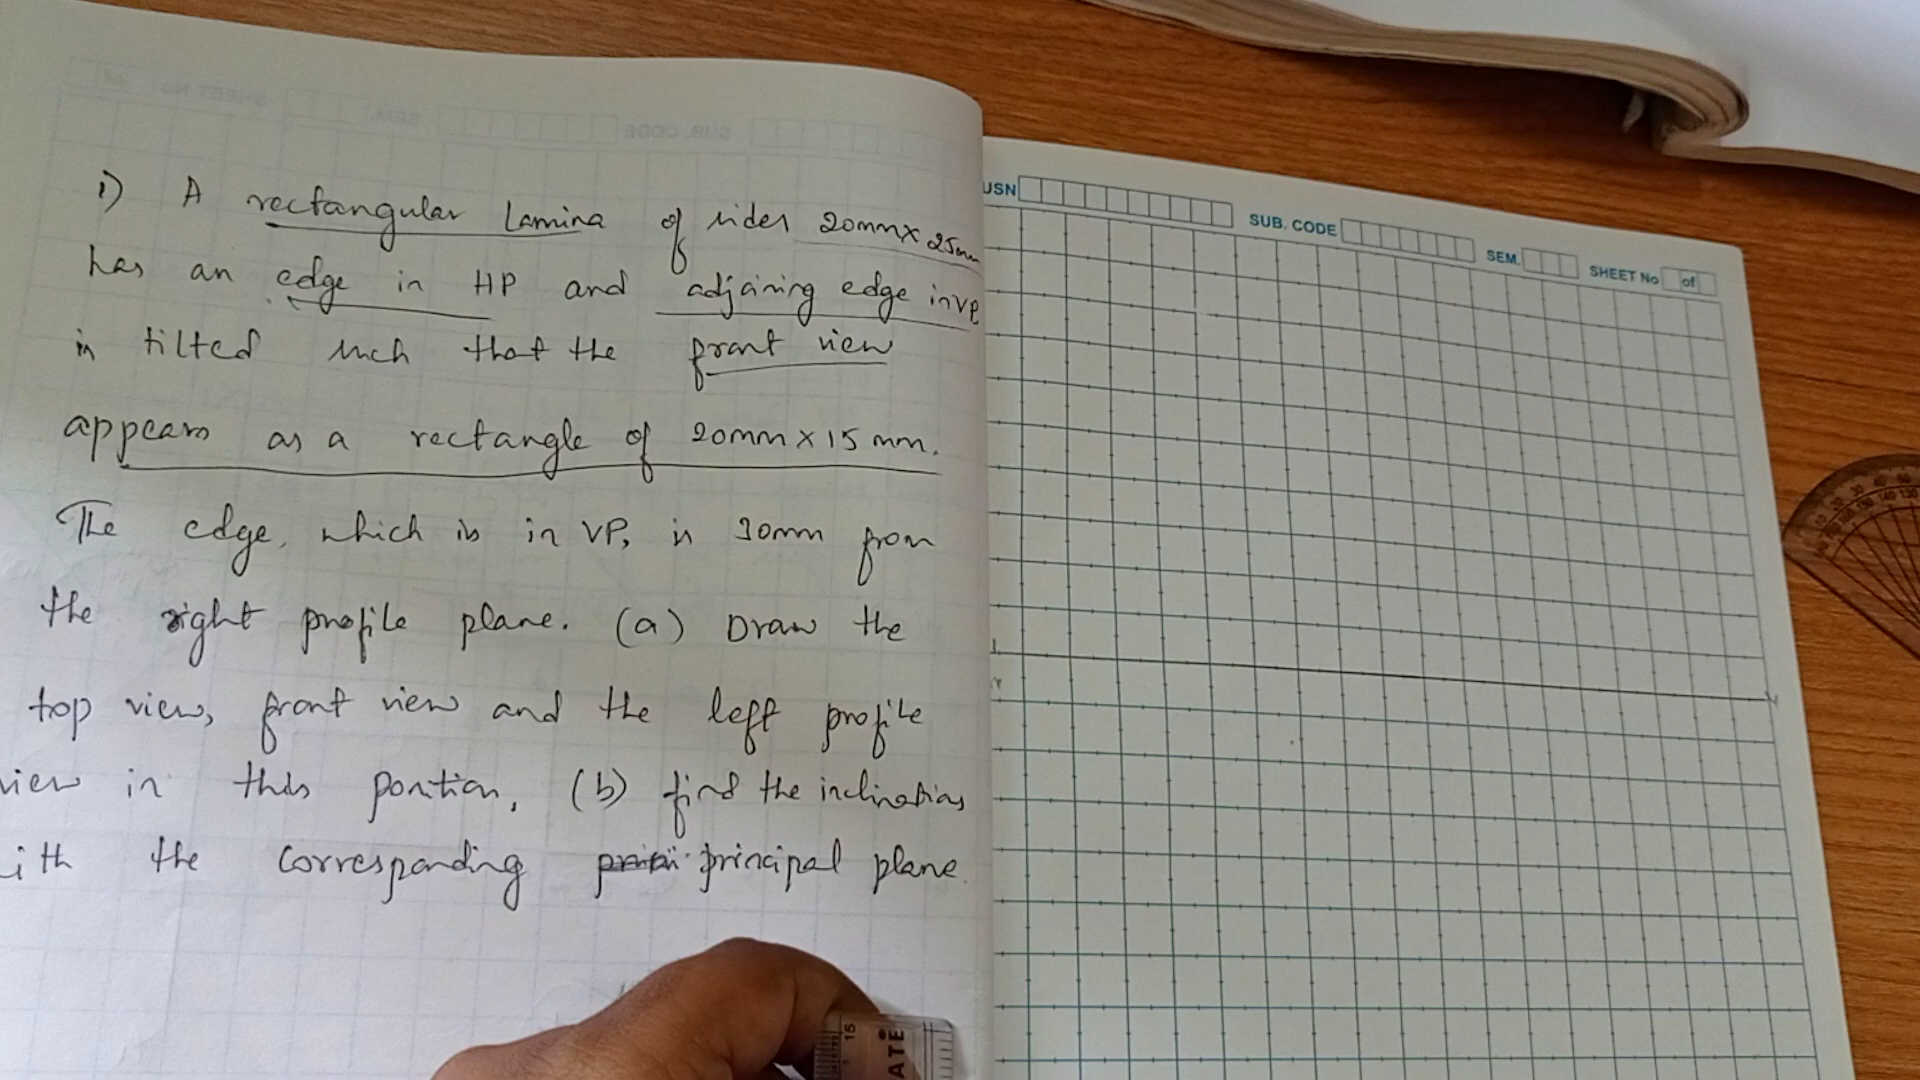 1) A rectangular Lamina of sides 20mm x 25mm
has an edge in HP and adjoining edge in VP
is tilted such that the front view
appears as a rectangle of 20mm x 15 mm.
The edge, which is in VP, is 30mm from
the right profile plane. (a) Draw the
top view, front view and the left profile
view in this position, (b) find the inclinations
with the corresponding principal plane.
USN
SUB. CODE
SEM.
SHEET No of
15